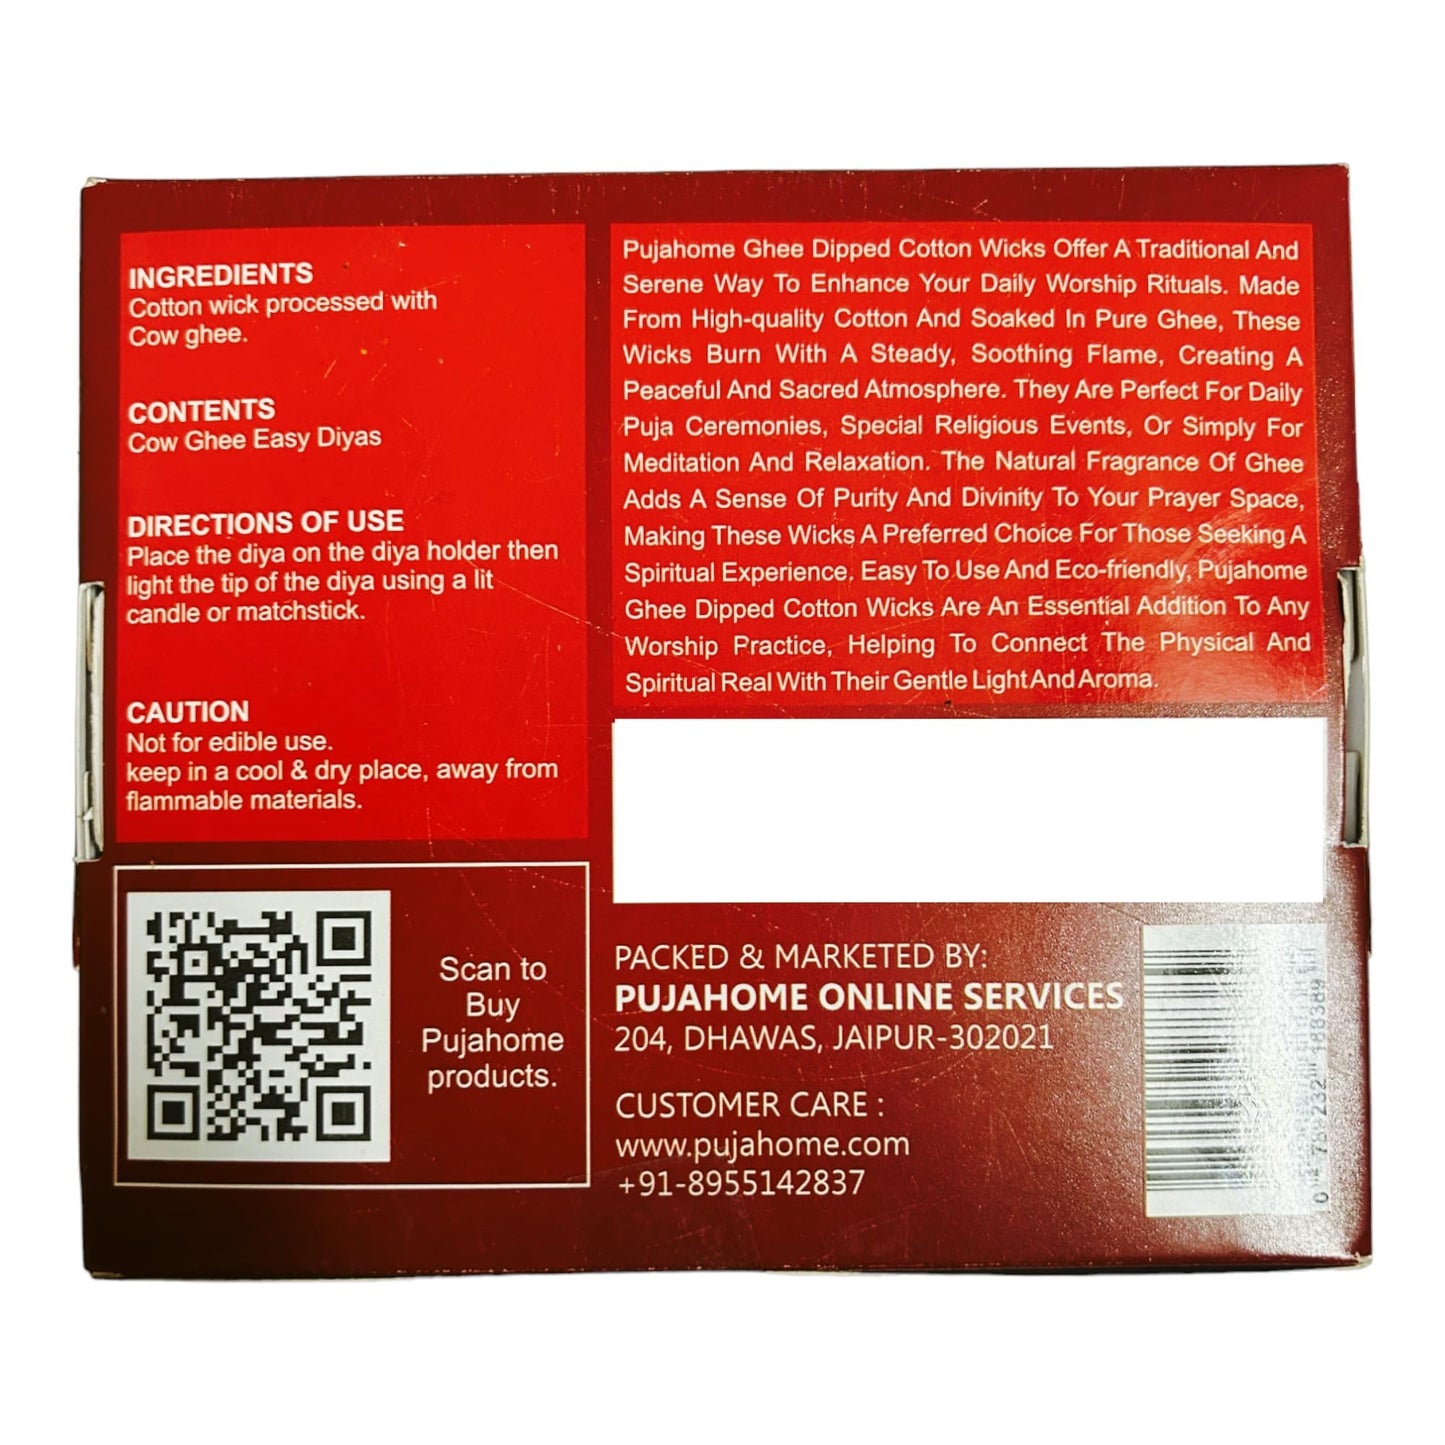 INGREDIENTS
Cotton wick processed with
Cow ghee.
CONTENTS
Cow Ghee Easy Diyas
DIRECTIONS OF USE
Place the diya on the diya holder then
light the tip of the diya using a lit
candle or matchstick.
CAUTION
Not for edible use.
keep in a cool & dry place, away from
flammable materials.
Scan to
Buy
Pujahome
products.
Pujahome Ghee Dipped Cotton Wicks Offer A Traditional And
Serene Way To Enhance Your Daily Worship Rituals. Made
From High-quality Cotton And Soaked In Pure Ghee, These
Wicks Burn With A Steady, Soothing Flame, Creating A
Peaceful And Sacred Atmosphere. They Are Perfect For Daily
Puja Ceremonies, Special Religious Events, Or Simply For
Meditation And Relaxation. The Natural Fragrance Of Ghee
Adds A Sense Of Purity And Divinity To Your Prayer Space,
Making These Wicks A Preferred Choice For Those Seeking A
Spiritual Experience. Easy To Use And Eco-friendly, Pujahome
Ghee Dipped Cotton Wicks Are An Essential Addition To Any
Worship Practice, Helping To Connect The Physical And
Spiritual Real With Their Gentle Light And Aroma.
PACKED & MARKETED BY:
PUJAHOME ONLINE SERVICES
204, DHAWAS, JAIPUR-302021
CUSTOMER CARE :
www.pujahome.com
+91-8955142837